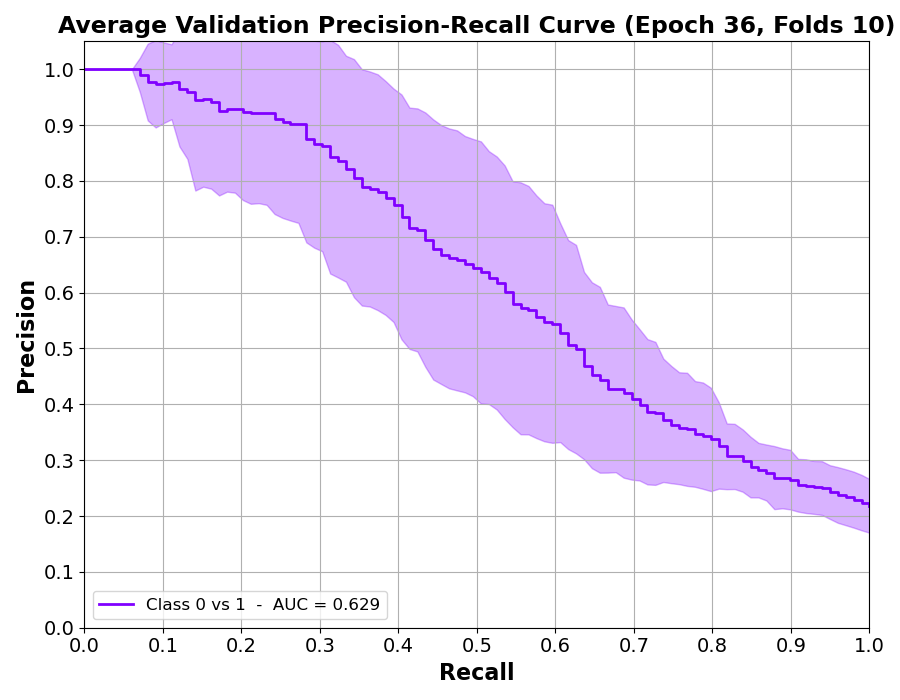 Average Validation Precision-Recall Curve (Epoch 36, Folds 10)
Precision
1.0
0.9
0.8
0.7
0.6
0.5
0.4
0.3
0.2
0.1
0.0
Class 0 vs 1 - AUC = 0.629
0.0 0.1 0.2 0.3 0.4 0.5 0.6 0.7 0.8 0.9 1.0
Recall